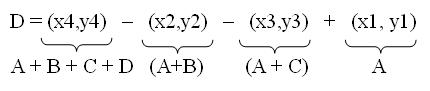 D = (x4,y4) − (x2,y2) − (x3,y3) + (x1, y1)
A + B + C + D (A+B) (A + C) A